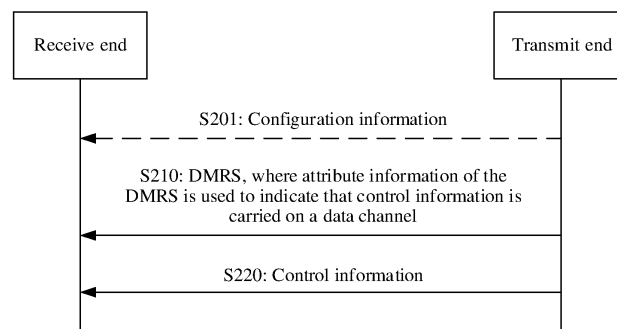 Receive end
Transmit end
S201: Configuration information
S210: DMRS, where attribute information of the
DMRS is used to indicate that control information is
carried on a data channel
S220: Control information